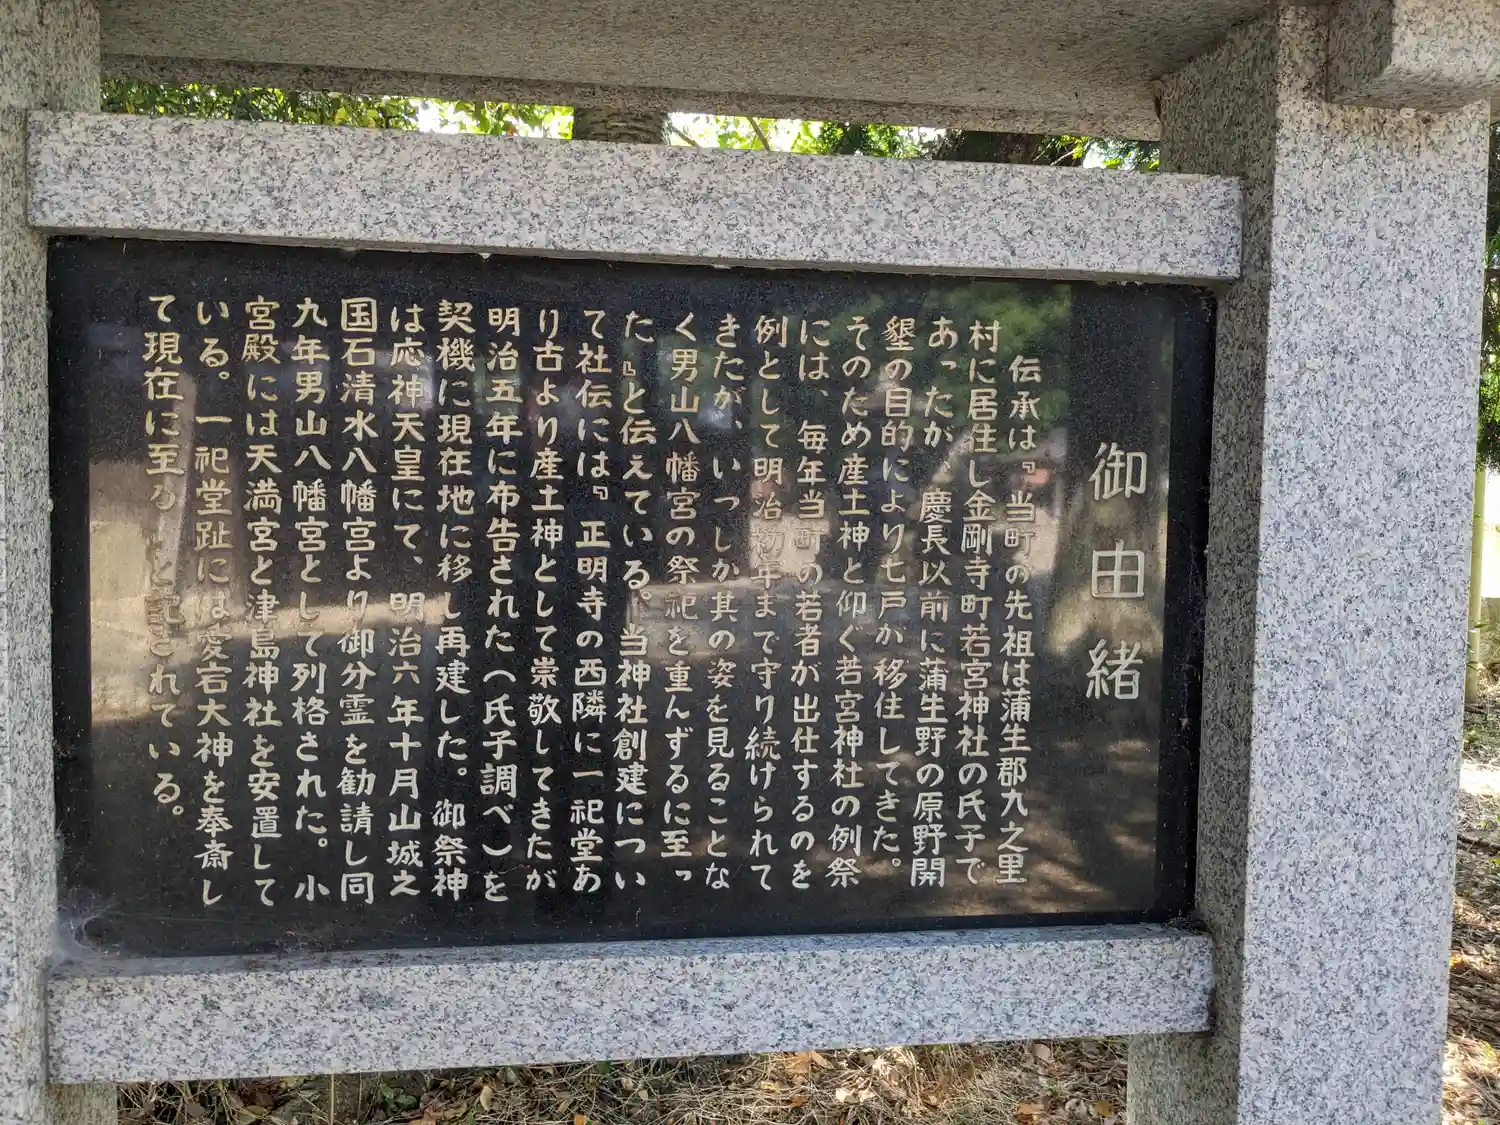 御由緒
伝承は『当町の先祖は蒲生郡九之里
村に居住し金剛寺町若宮神社の氏子で
あったが、慶長以前に蒲生野の原野開
墾の目的により七戸が移住してきた。
そのため産土神と仰ぐ若宮神社の例祭
には、毎年当町の若者が出仕するのを
例として明治初年まで守り続けられて
きたが、いつしか其の姿を見ることな
く男山八幡宮の祭祀を重んずるに至っ
た』と伝えている。当神社創建につい
て社伝には『正明寺の西隣に一祀堂あ
り古より産土神として崇敬してきたが
明治五年に布告された(氏子調べ)を
契機に現在地に移し再建した。御祭神
は応神天皇にて、明治六年十月山城之
国石清水八幡宮より御分霊を勧請し同
九年男山八幡宮として列格された。小
宮殿には天満宮と津島神社を安置して
いる。一祀堂趾には愛宕大神を奉斎し
て現在に至る』と記されている。